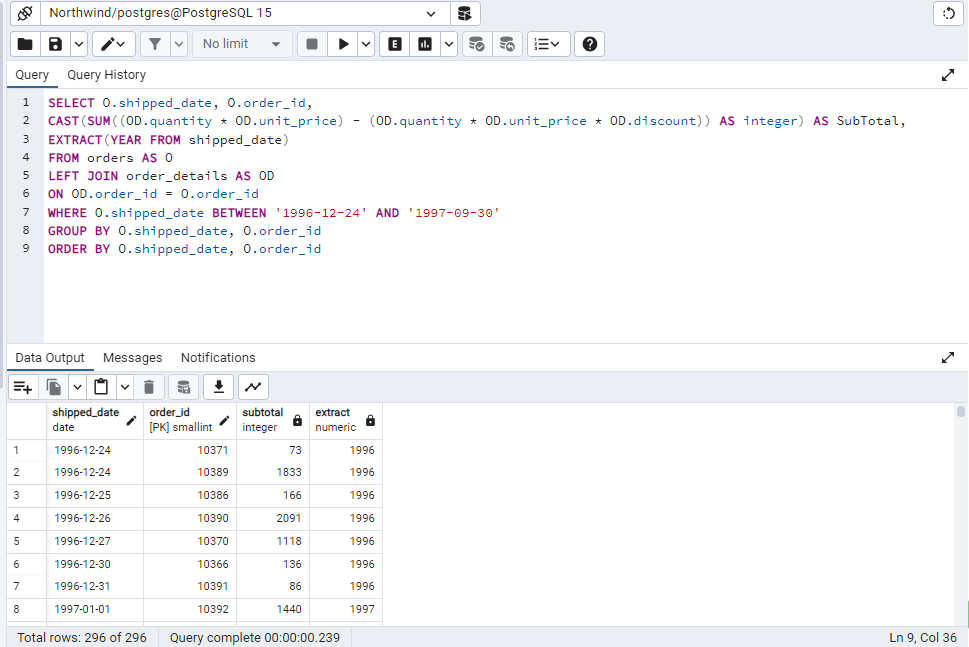 Northwind/postgres@PostgreSQL 15
No limit
E
Query Query History
1 SELECT O.shipped_date, O.order_id,
2 CAST(SUM((OD.quantity * OD.unit_price) - (OD.quantity * OD.unit_price * OD.discount)) AS integer) AS SubTotal,
3 EXTRACT(YEAR FROM shipped_date)
4 FROM orders AS O
5 LEFT JOIN order_details AS OD
6 ON OD.order_id = O.order_id
7 WHERE O.shipped_date BETWEEN '1996-12-24' AND '1997-09-30'
8 GROUP BY O.shipped_date, O.order_id
9 ORDER BY O.shipped_date, O.order_id
Data Output Messages Notifications
shipped_date order_id subtotal extract
date [PK] smallint integer numeric
1 1996-12-24 10371 73 1996
2 1996-12-24 10389 1833 1996
3 1996-12-25 10386 166 1996
4 1996-12-26 10390 2091 1996
5 1996-12-27 10370 1118 1996
6 1996-12-30 10366 136 1996
7 1996-12-31 10391 86 1996
8 1997-01-01 10392 1440 1997
Total rows: 296 of 296 Query complete 00:00:00.239 Ln 9, Col 36